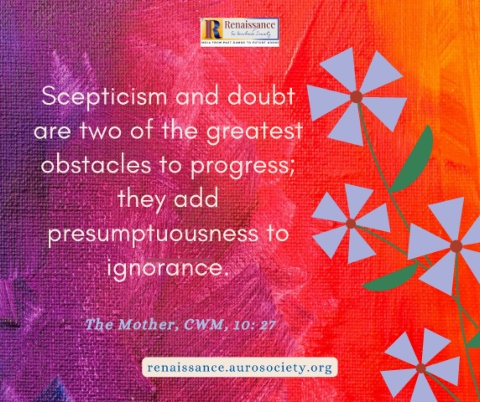 Renaissance
Sri Aurobindo Society
Scepticism and doubt
are two of the greatest
obstacles to progress;
they add
presumptuousness to
ignorance.
The Mother, CWM, 10: 27
renaissance.aurosociety.org